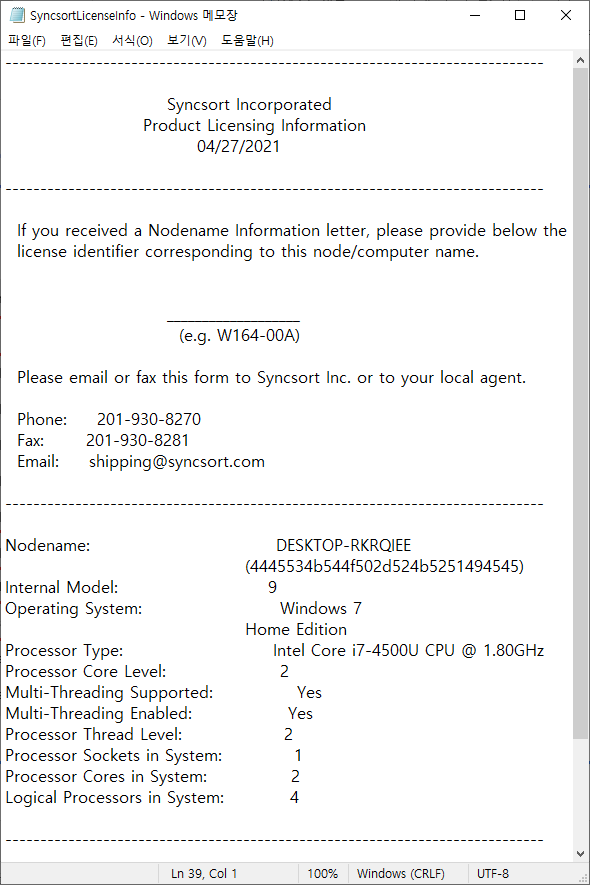 SyncsortLicenseInfo - Windows 메모장
파일(F) 편집(E) 서식(O) 보기(V) 도움말(H)
------------------------------------------------------------------------------
Syncsort Incorporated
Product Licensing Information
04/27/2021
------------------------------------------------------------------------------
If you received a Nodename Information letter, please provide below the
license identifier corresponding to this node/computer name.
___________________
(e.g. W164-00A)
Please email or fax this form to Syncsort Inc. or to your local agent.
Phone: 201-930-8270
Fax: 201-930-8281
Email: shipping@syncsort.com
------------------------------------------------------------------------------
Nodename: DESKTOP-RKRQIEE
(4445534b544f502d524b5251494545)
Internal Model: 9
Operating System: Windows 7
Home Edition
Processor Type: Intel Core i7-4500U CPU @ 1.80GHz
Processor Core Level: 2
Multi-Threading Supported: Yes
Multi-Threading Enabled: Yes
Processor Thread Level: 2
Processor Sockets in System: 1
Processor Cores in System: 2
Logical Processors in System: 4
------------------------------------------------------------------------------
Ln 39, Col 1 100% Windows (CRLF) UTF-8